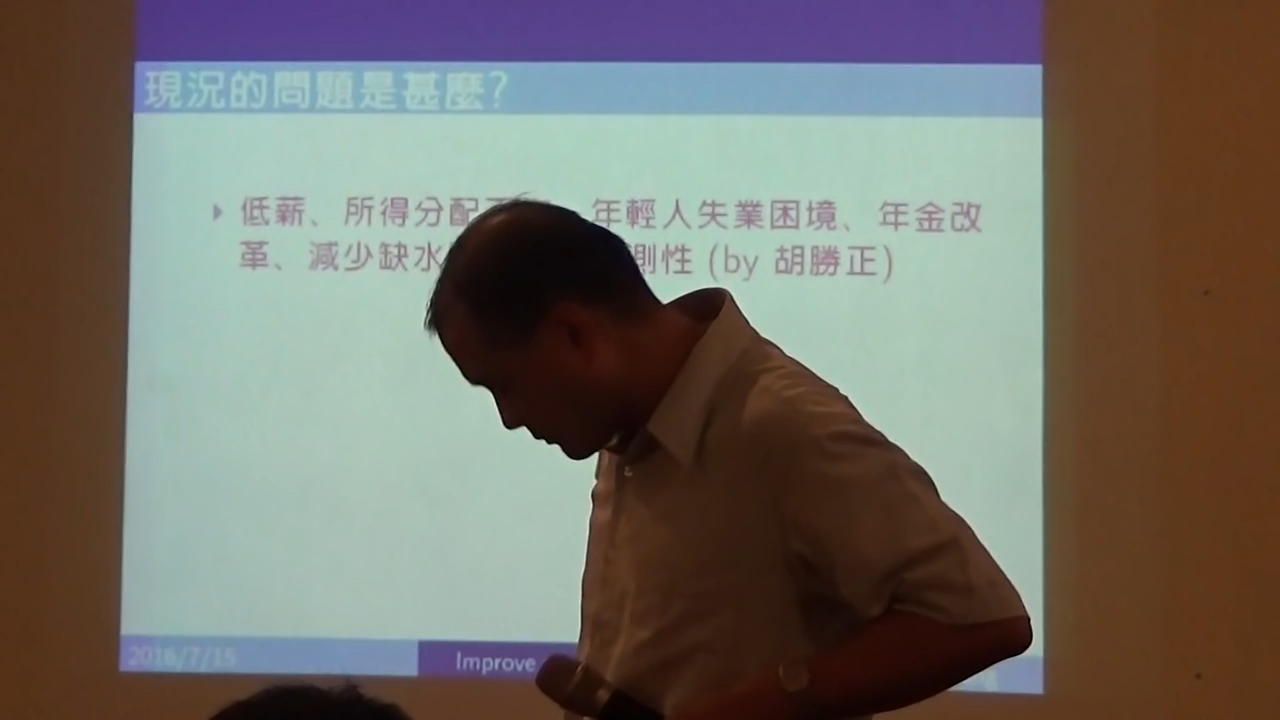 現況的問題是甚麼?
低薪、所得分配 年輕人失業困境、年金改
革、減少缺水 測性 (by 胡勝正)
2016/7/15
Improve